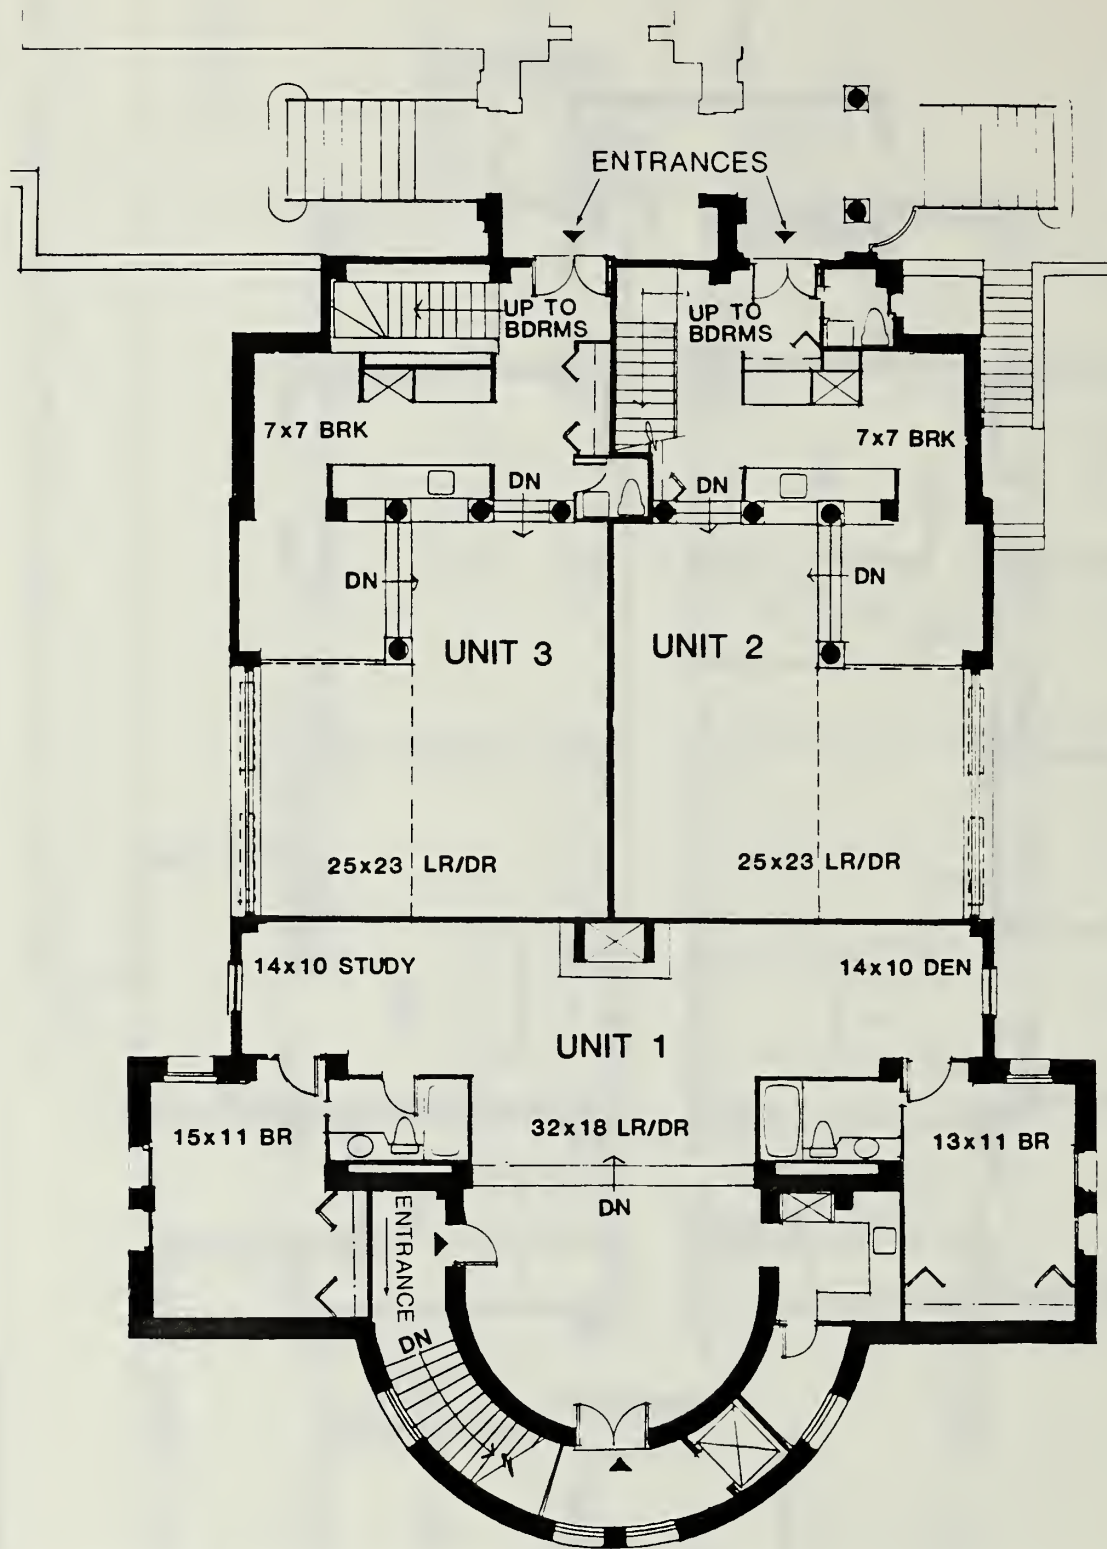 ENTRANCES
UP TO
BDRMS
UP TO
BDRMS
7x7 BRK
7x7 BRK
DN
DN
DN
DN
UNIT 3
UNIT 2
25x23 LR/DR
25x23 LR/DR
14x10 STUDY
14x10 DEN
UNIT 1
15x11 BR
32x18 LR/DR
13x11 BR
DN
ENTRANCE
DN